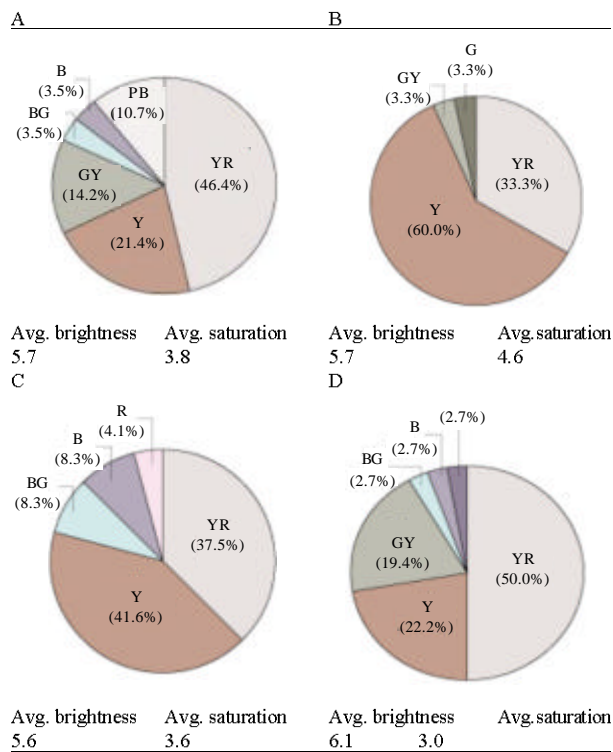 A
B
(3.5%)
PB
(10.7%)
BG
(3.5%)
GY
(14.2%)
Y
(21.4%)
YR
(46.4%)
Avg. brightness Avg. saturation
5.7 3.8
B
G
(3.3%)
GY
(3.3%)
YR
(33.3%)
Y
(60.0%)
Avg. brightness Avg.saturation
5.7 4.6
C
R
(4.1%)
B
(8.3%)
BG
(8.3%)
YR
(37.5%)
Y
(41.6%)
Avg. brightness Avg. saturation
5.6 3.6
D
(2.7%)
B
(2.7%)
BG
(2.7%)
GY
(19.4%)
YR
(50.0%)
Y
(22.2%)
Avg. brightness Avg. saturation
6.1 3.0